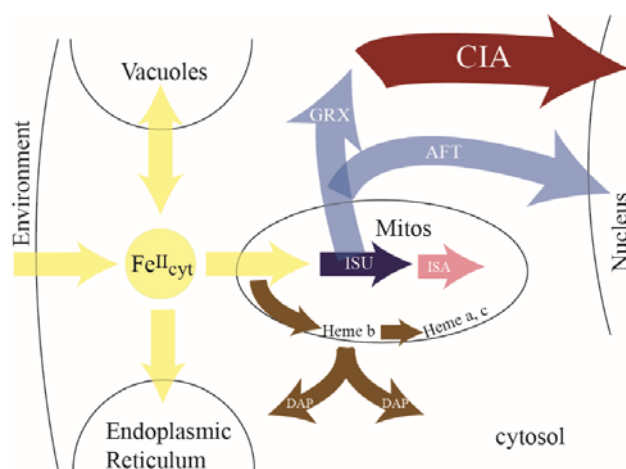 CIA
Vacuoles
GRX
AFT
Environment
Mitos
Nucleus
Fe^II_cyt
ISU
ISA
Heme b
Heme a, c
DAP
DAP
Endoplasmic
Reticulum
cytosol